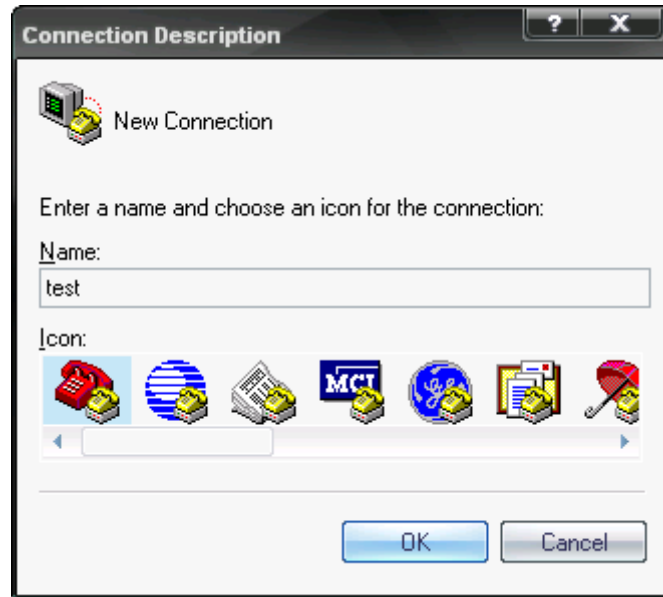 Connection Description
New Connection
Enter a name and choose an icon for the connection:
Name:
test
Icon:
MCI
OK
Cancel